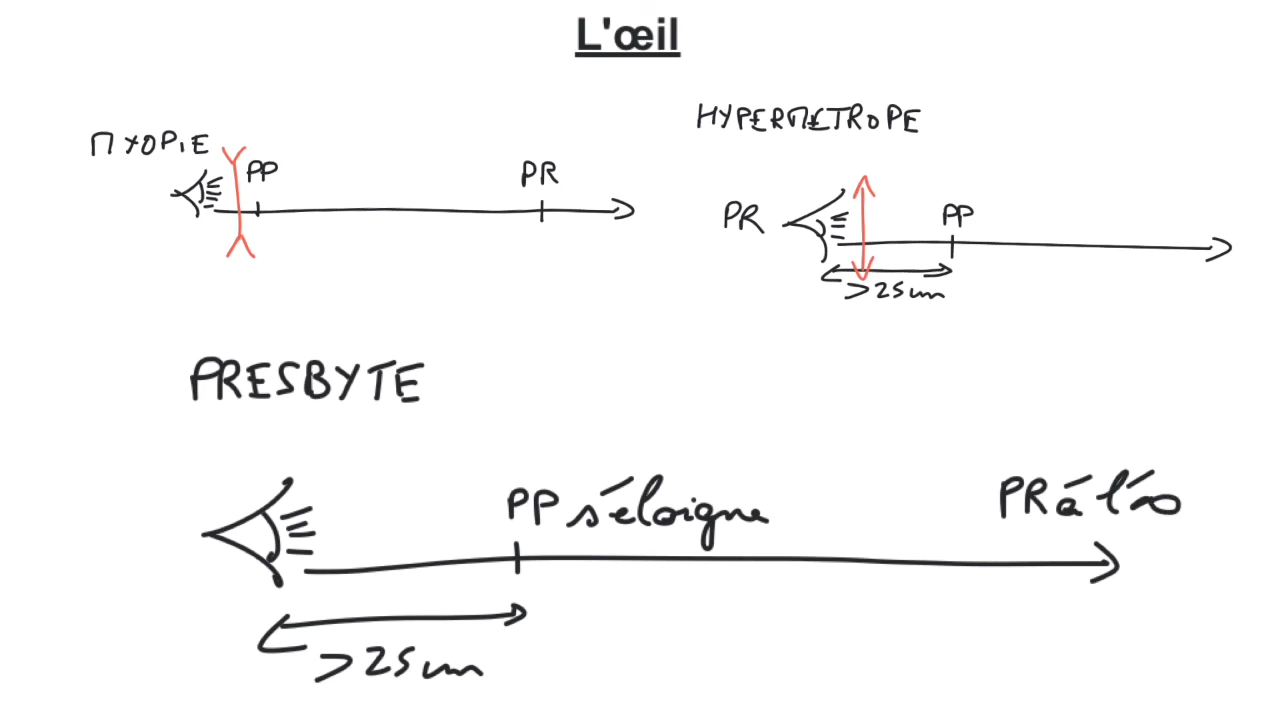 L'œil
MYOPIE
PP
PR
HYPERMETROPE
PR
PP
>25cm
PRESBYTE
PP s'éloigne
PR à l'∞
>25cm